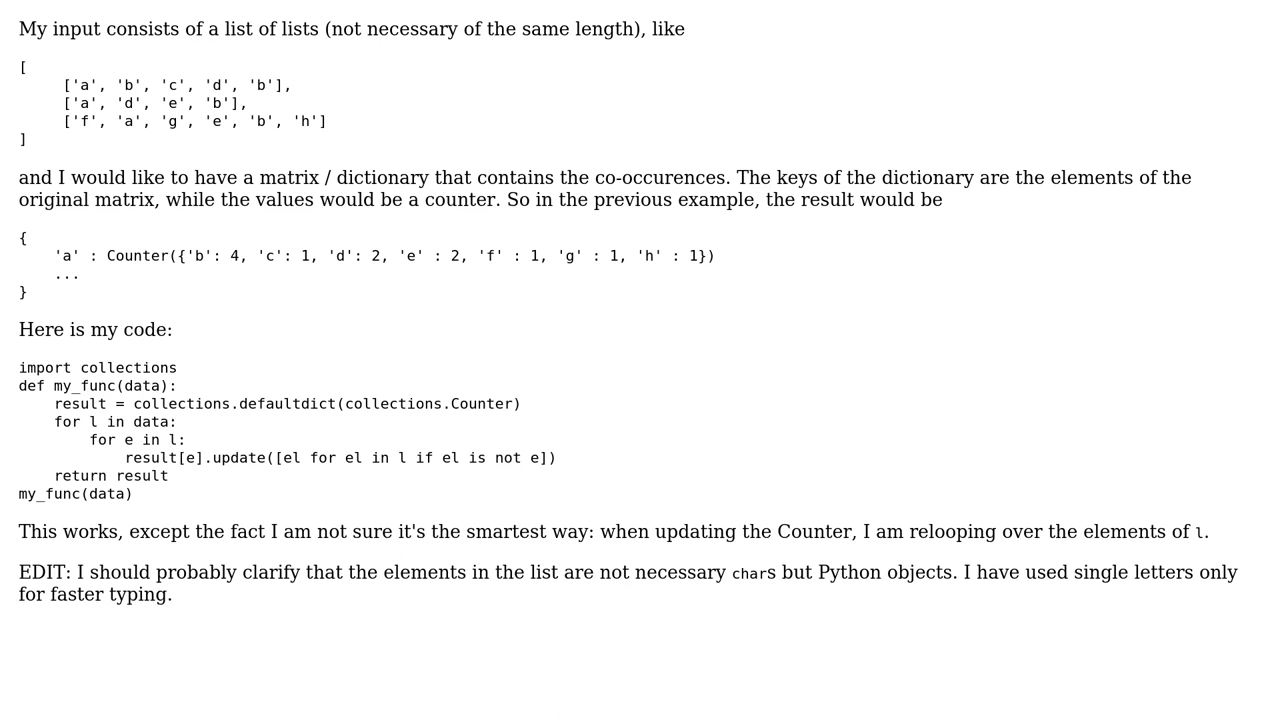 My input consists of a list of lists (not necessary of the same length), like
[
     ['a', 'b', 'c', 'd', 'b'],
     ['a', 'd', 'e', 'b'],
     ['f', 'a', 'g', 'e', 'b', 'h']
]
and I would like to have a matrix / dictionary that contains the co-occurences. The keys of the dictionary are the elements of the
original matrix, while the values would be a counter. So in the previous example, the result would be
{
    'a' : Counter({'b': 4, 'c': 1, 'd': 2, 'e' : 2, 'f' : 1, 'g' : 1, 'h' : 1})
    ...
}
Here is my code:
import collections
def my_func(data):
    result = collections.defaultdict(collections.Counter)
    for l in data:
        for e in l:
            result[e].update([el for el in l if el is not e])
    return result
my_func(data)
This works, except the fact I am not sure it's the smartest way: when updating the Counter, I am relooping over the elements of l.
EDIT: I should probably clarify that the elements in the list are not necessary chars but Python objects. I have used single letters only
for faster typing.